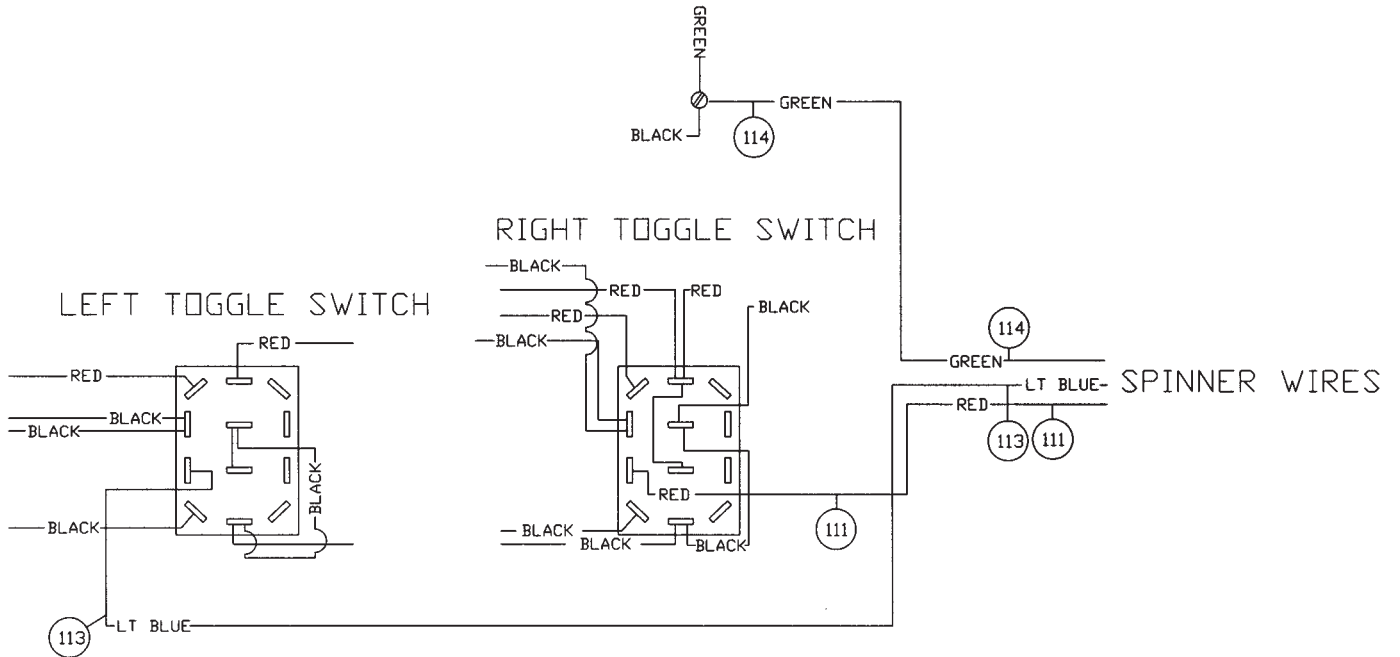 GREEN
GREEN
BLACK
114
RIGHT TOGGLE SWITCH
BLACK
RED
RED
BLACK
RED
BLACK
LEFT TOGGLE SWITCH
RED
RED
BLACK
BLACK
BLACK
BLACK
RED
BLACK
BLACK
BLACK
111
114
GREEN
LT BLUE
RED
SPINNER WIRES
113
111
113
LT BLUE